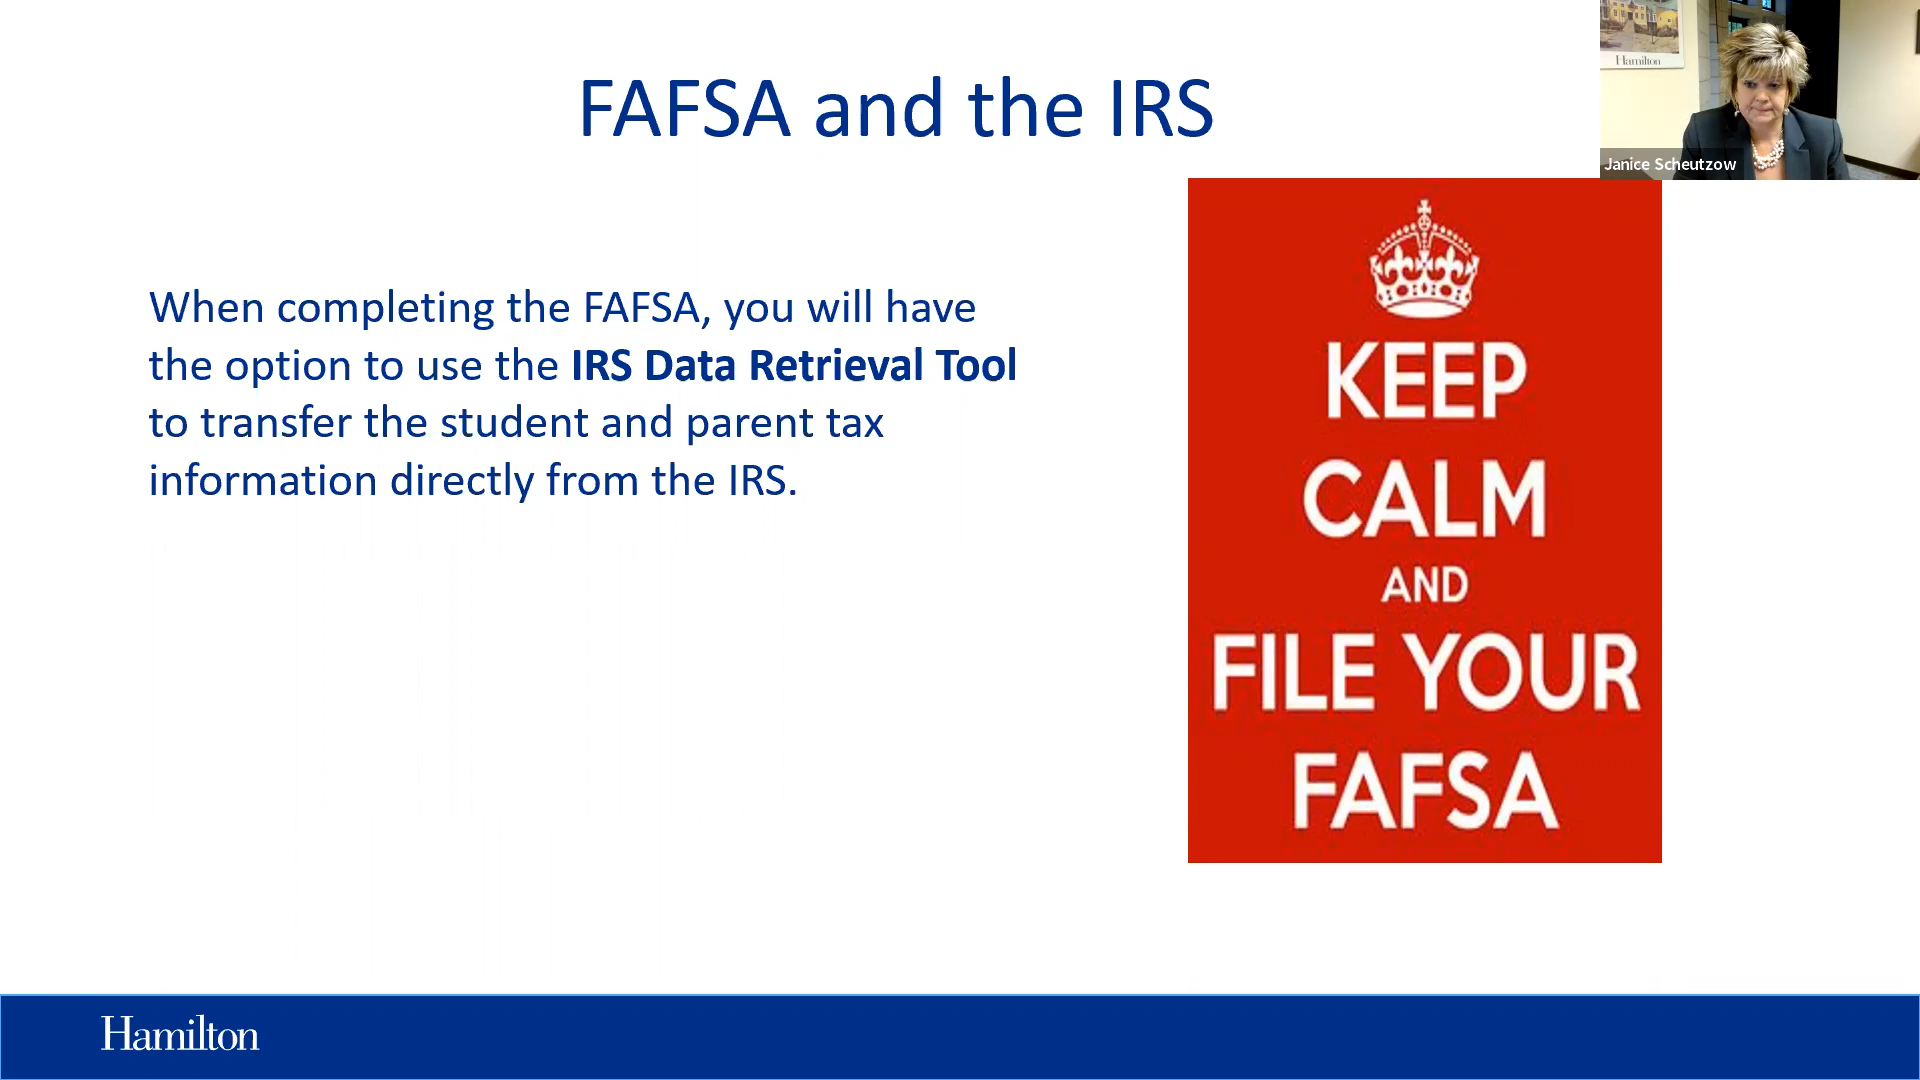 FAFSA and the IRS
Hamilton
Janice Scheutzow
When completing the FAFSA, you will have
the option to use the IRS Data Retrieval Tool
to transfer the student and parent tax
information directly from the IRS.
KEEP
CALM
AND
FILE YOUR
FAFSA
Hamilton